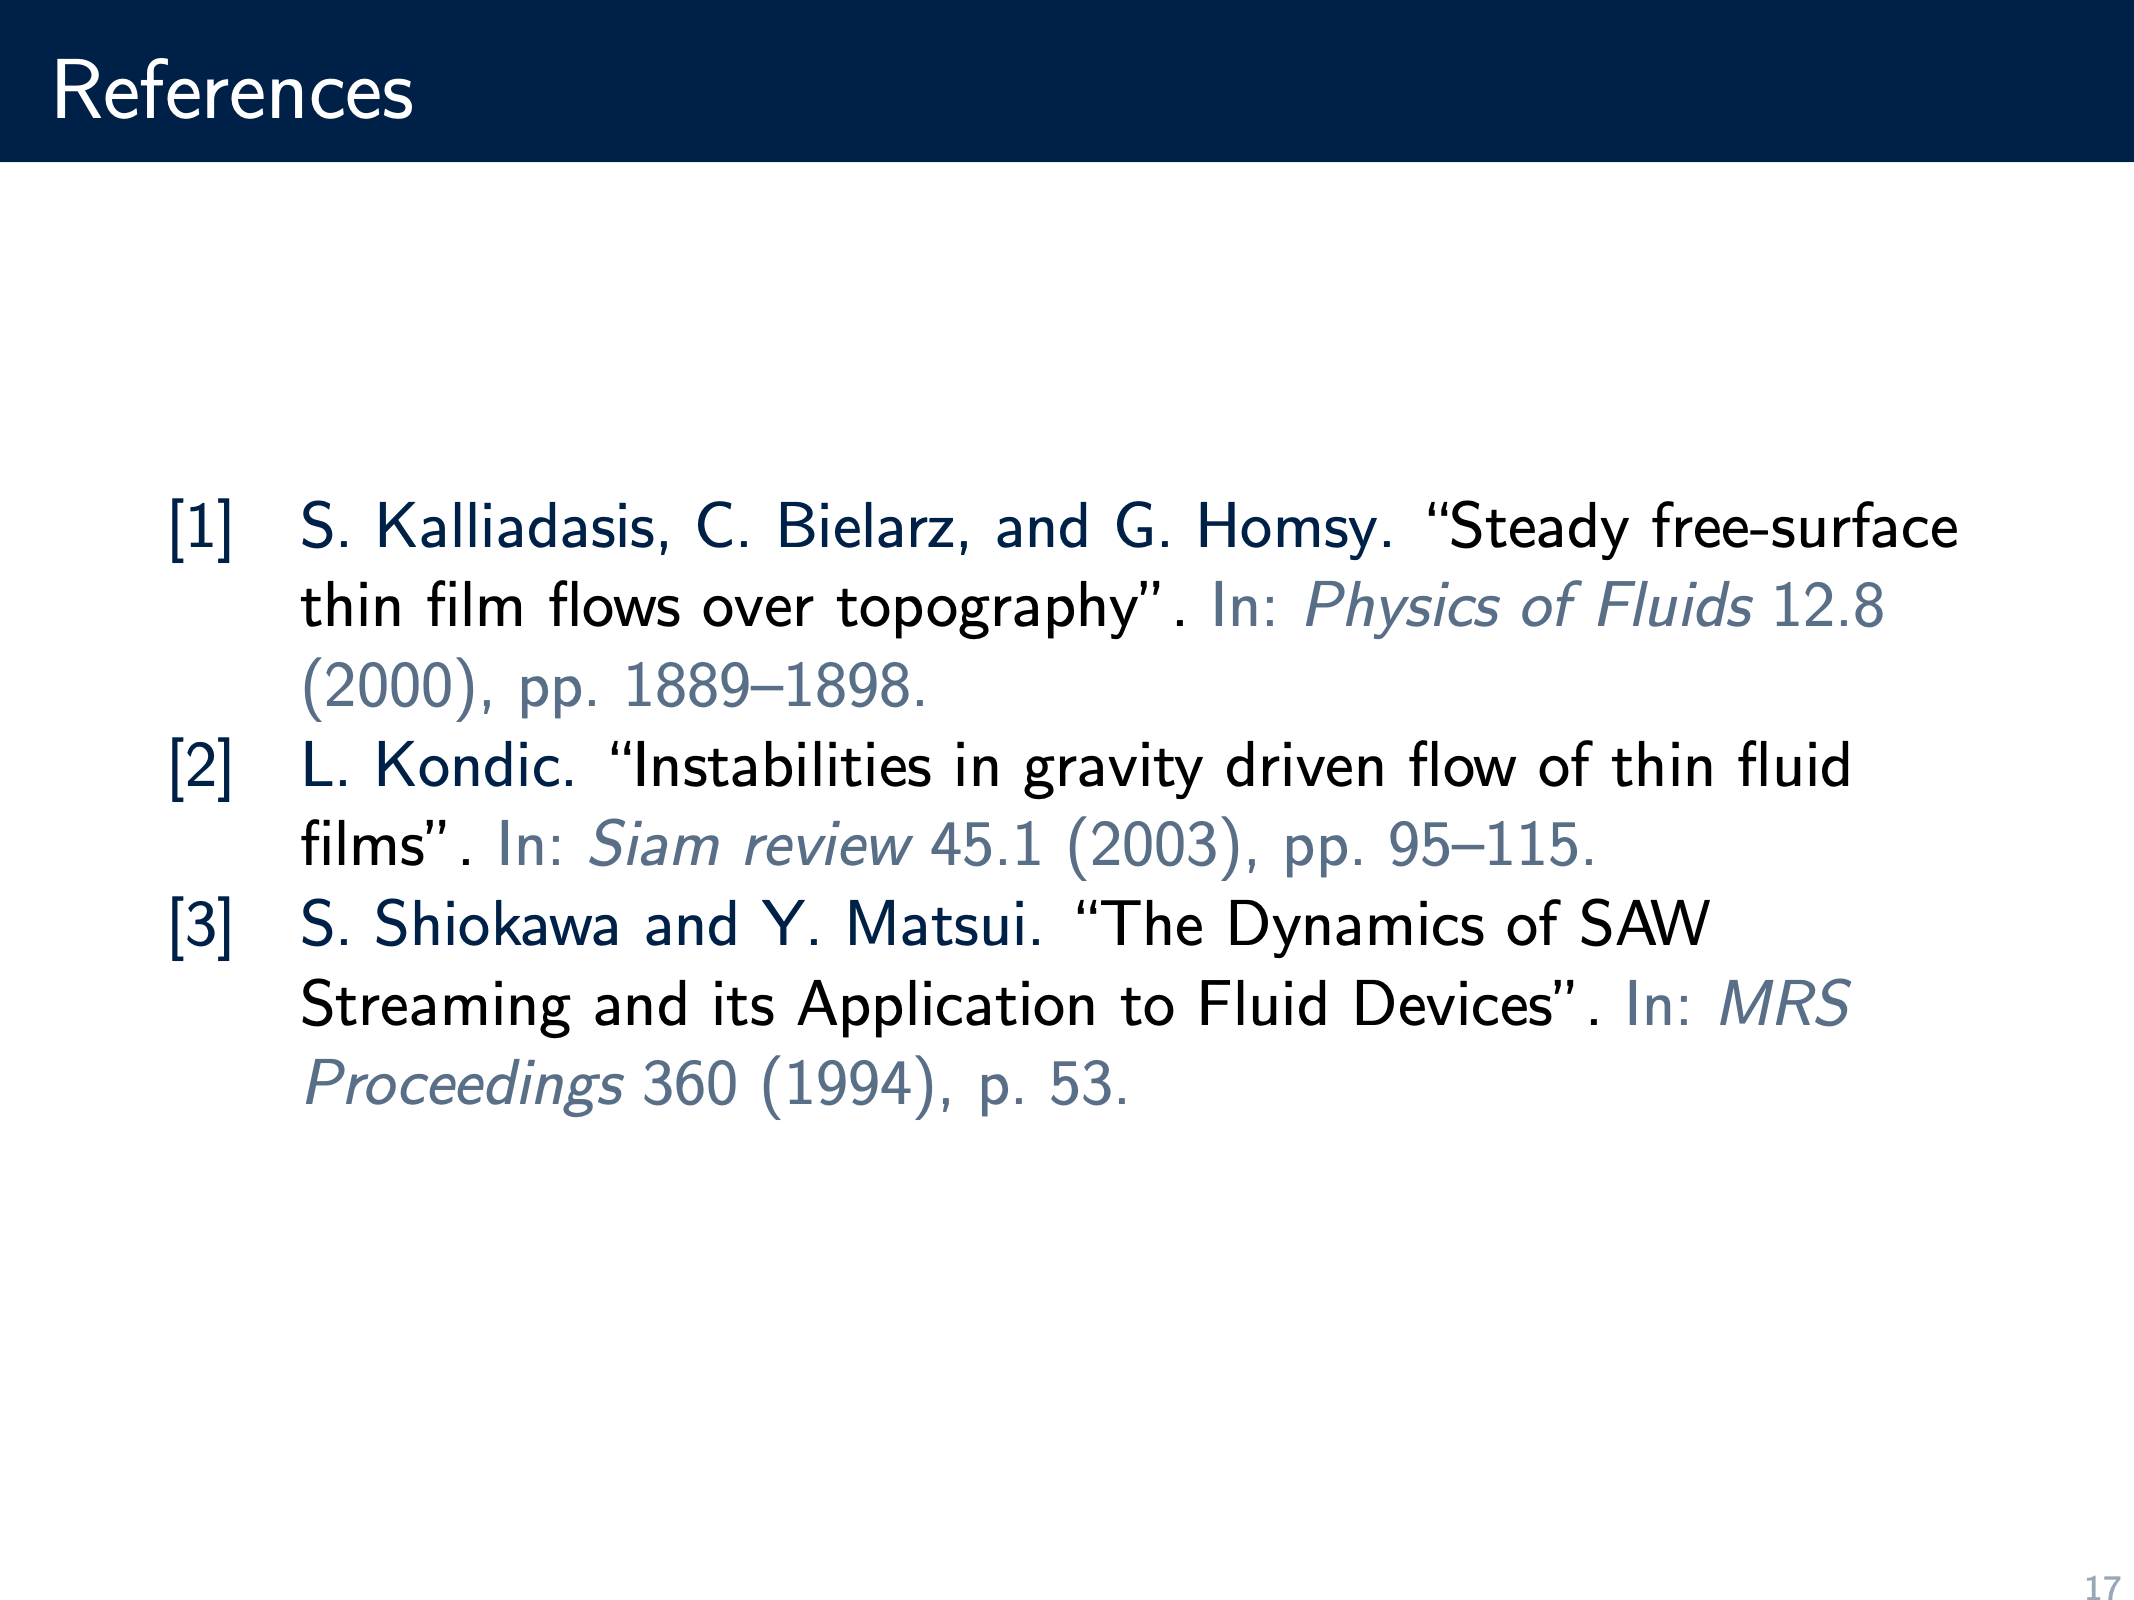 References
[1] S. Kalliadasis, C. Bielarz, and G. Homsy. “Steady free-surface
thin film flows over topography”. In: Physics of Fluids 12.8
(2000), pp. 1889–1898.
[2] L. Kondic. “Instabilities in gravity driven flow of thin fluid
films”. In: Siam review 45.1 (2003), pp. 95–115.
[3] S. Shiokawa and Y. Matsui. “The Dynamics of SAW
Streaming and its Application to Fluid Devices”. In: MRS
Proceedings 360 (1994), p. 53.
17